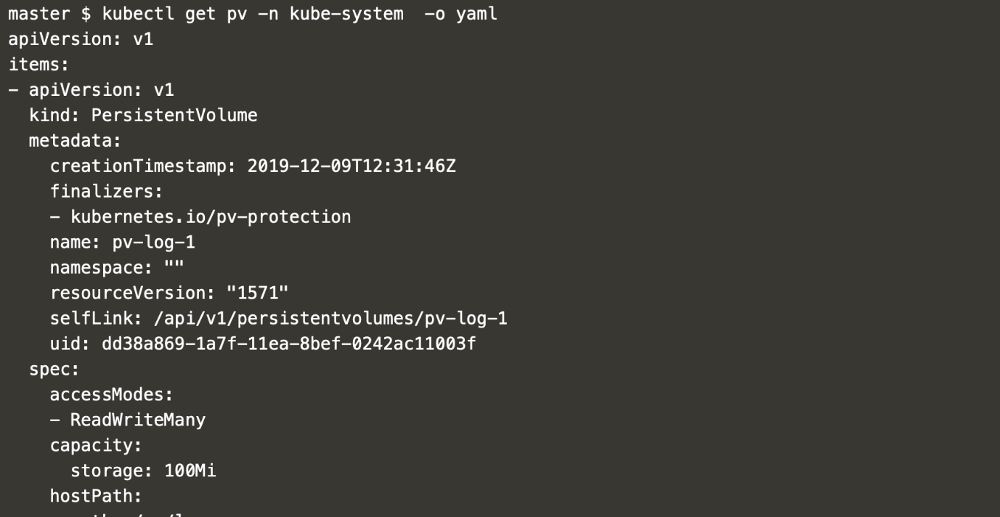 master $ kubectl get pv -n kube-system  -o yaml
apiVersion: v1
items:
- apiVersion: v1
  kind: PersistentVolume
  metadata:
    creationTimestamp: 2019-12-09T12:31:46Z
    finalizers:
    - kubernetes.io/pv-protection
    name: pv-log-1
    namespace: ""
    resourceVersion: "1571"
    selfLink: /api/v1/persistentvolumes/pv-log-1
    uid: dd38a869-1a7f-11ea-8bef-0242ac11003f
  spec:
    accessModes:
    - ReadWriteMany
    capacity:
      storage: 100Mi
    hostPath: